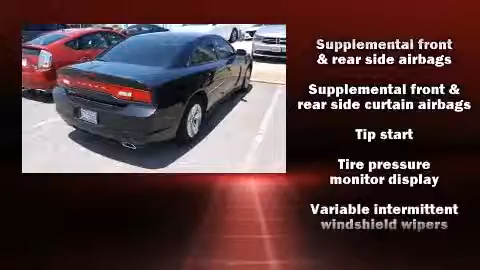 Supplemental front
& rear side airbags
Supplemental front &
rear side curtain airbags
Tip start
Tire pressure
monitor display
Variable intermittent
windshield wipers